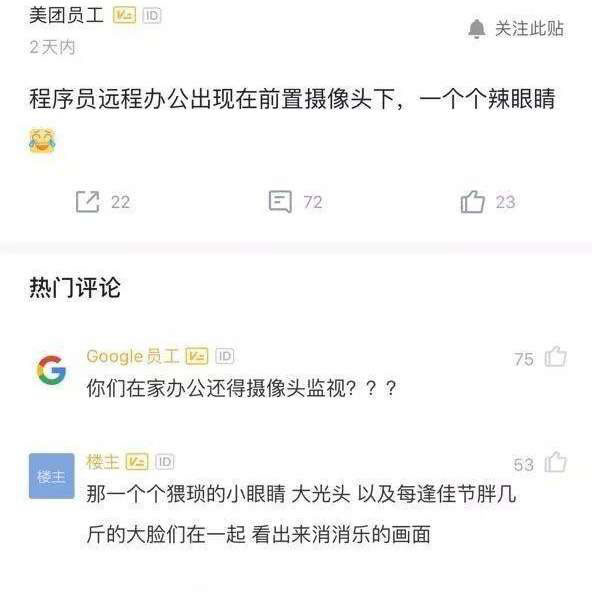 美团员工 V ID
2天内
关注此贴
程序员远程办公出现在前置摄像头下，一个个辣眼睛
22
72
23
热门评论
Google员工 V ID
75
你们在家办公还得摄像头监视？？？
楼主
楼主 V ID
53
那一个个猥琐的小眼睛 大光头 以及每逢佳节胖几
斤的大脸们在一起 看出来消消乐的画面